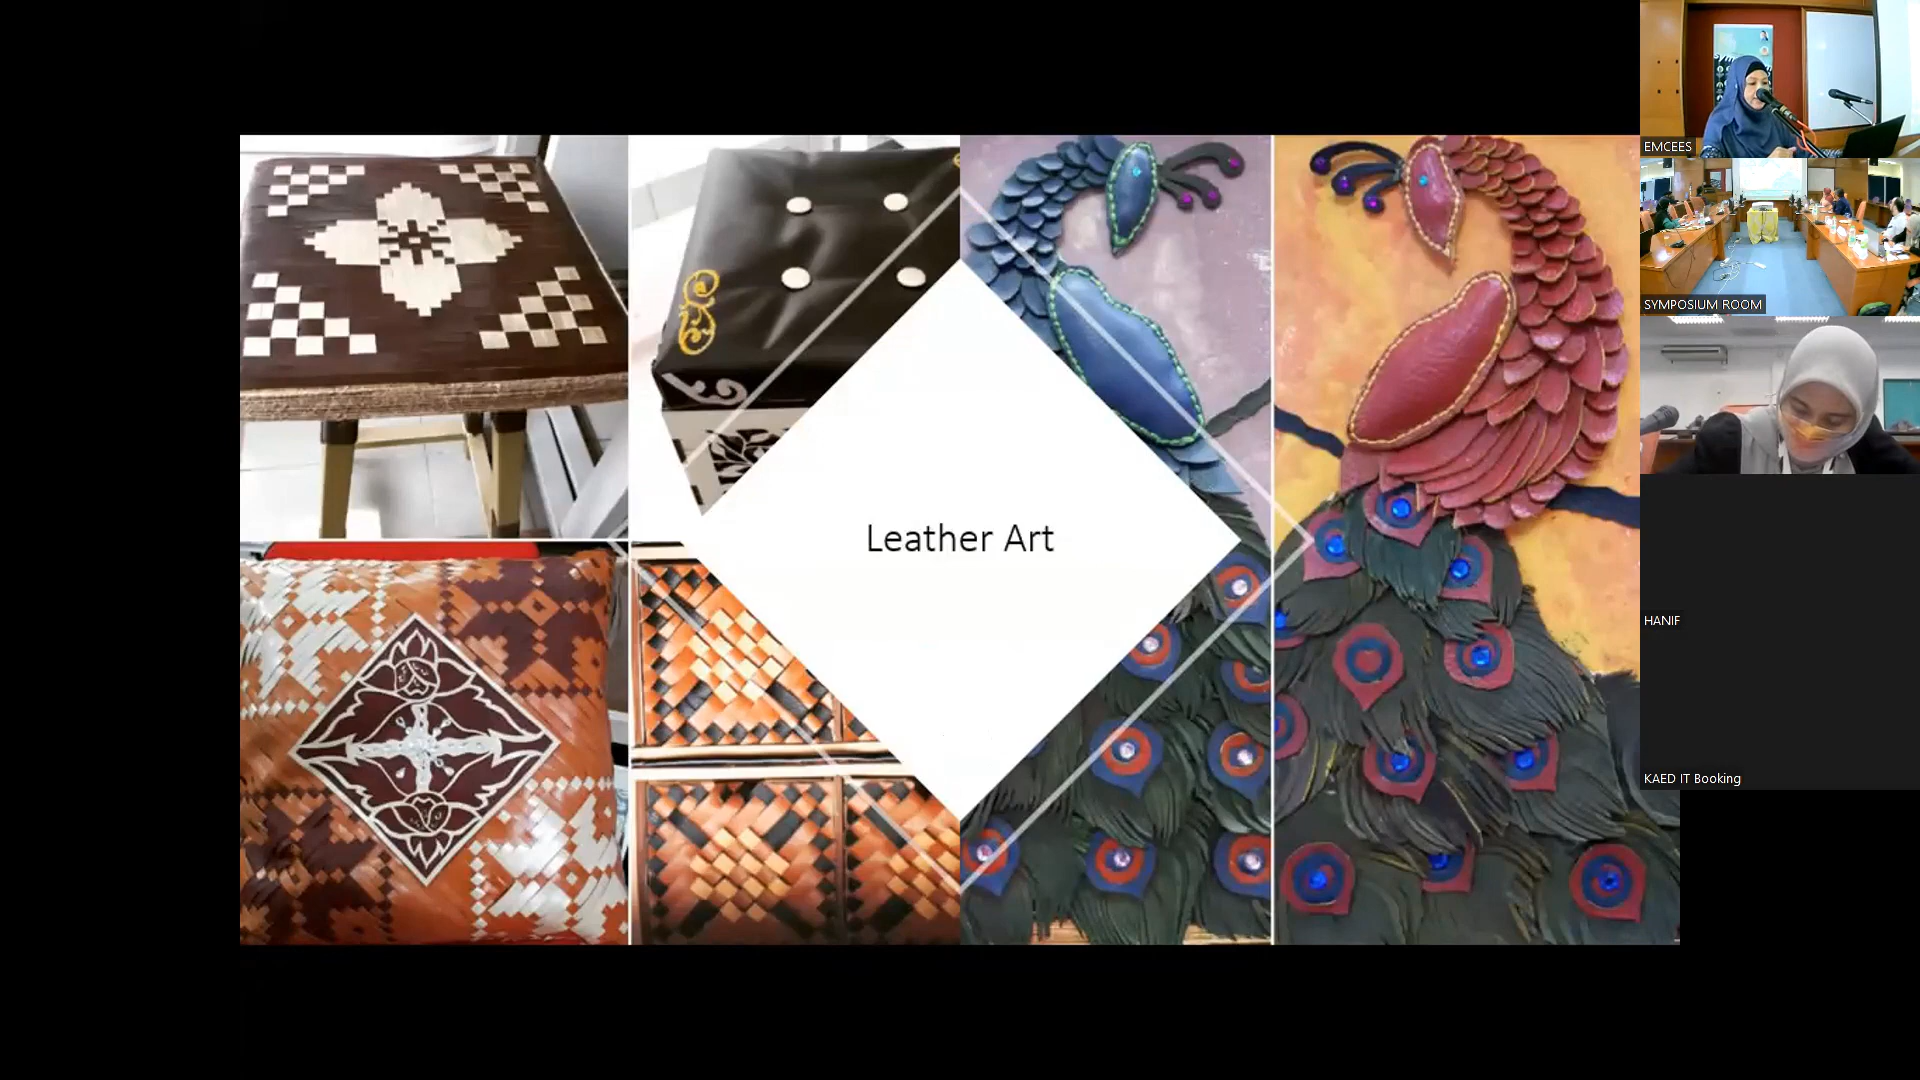 Leather Art
EMCEES
SYMPOSIUM ROOM
HANIF
KAED IT Booking